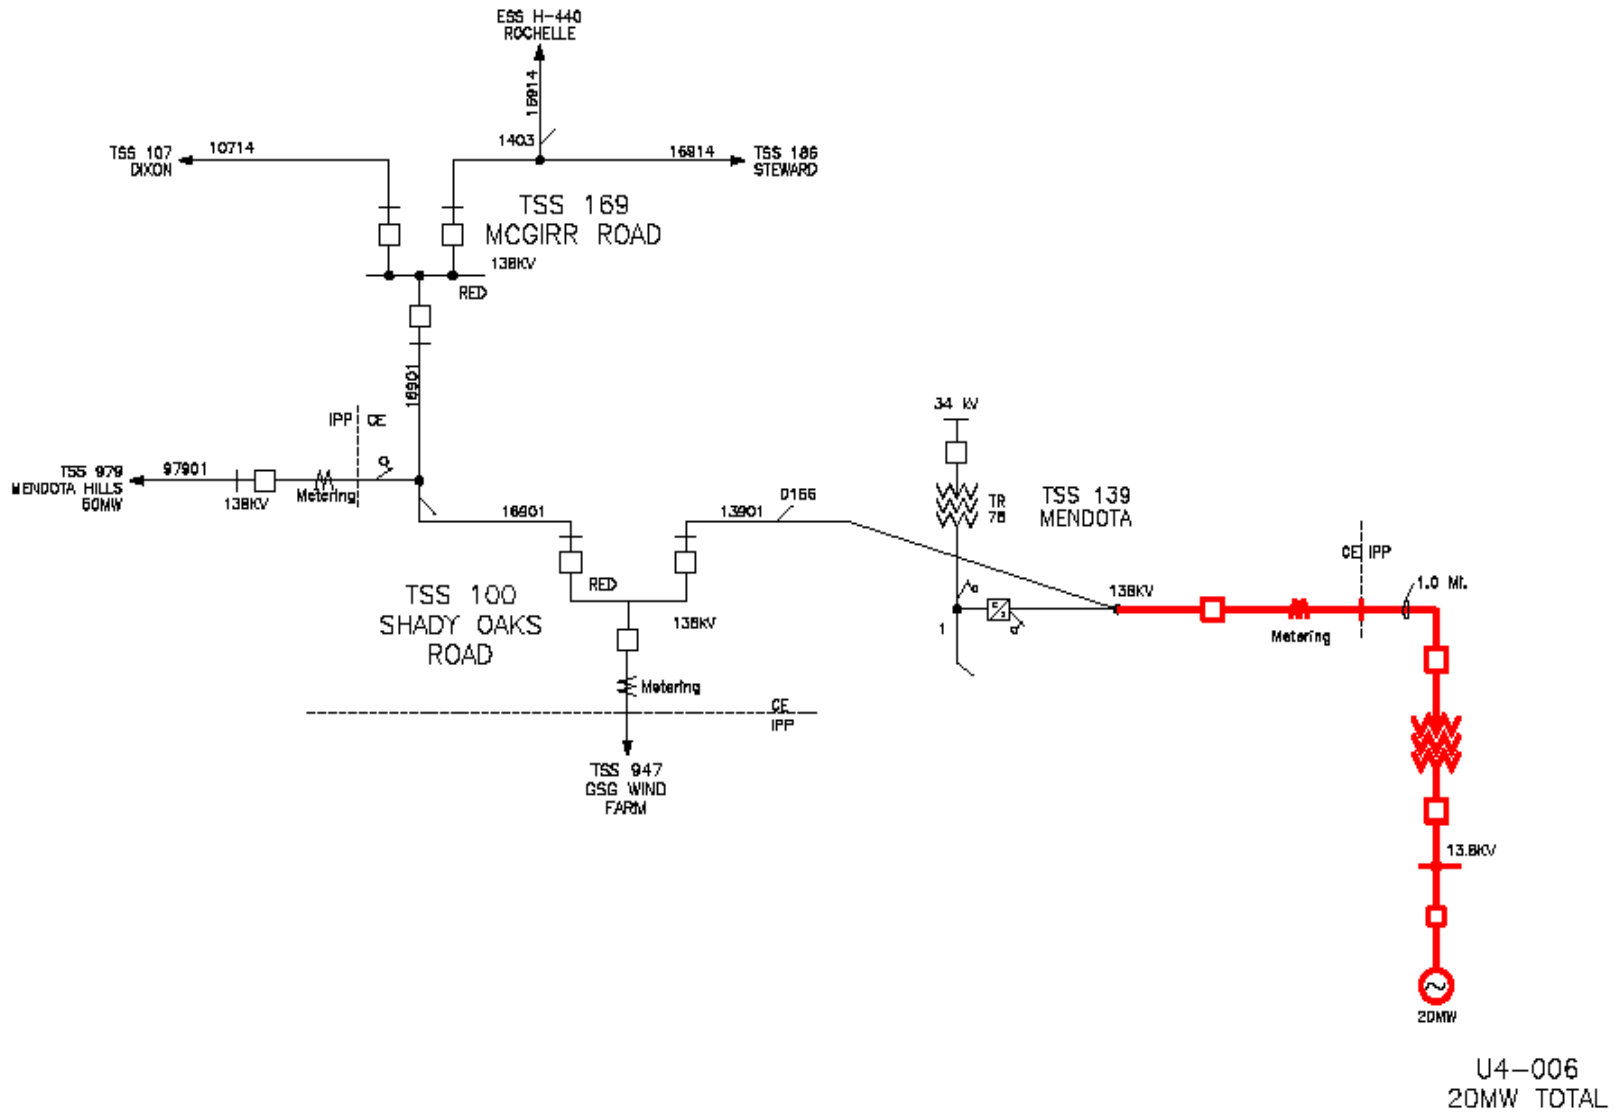 ESS H-440
ROCHELLE
16914
1403
TSS 107
DIXON
10714
16914
TSS 186
STEWARD
TSS 169
MCGIRR ROAD
138KV
RED
16901
IPP CE
TSS 979
MENDOTA HILLS
50MW
97901
138KV
Metering
16901
13901
D166
34 KV
TR
78
TSS 139
MENDOTA
138KV
1
CE IPP
1.0 MI.
Metering
RED
138KV
TSS 100
SHADY OAKS
ROAD
Metering
CE
IPP
TSS 947
GSG WIND
FARM
13.8KV
20MW
U4-006
20MW TOTAL